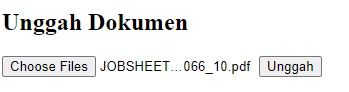 Unggah Dokumen
Choose Files JOBSHEET...066_10.pdf Unggah